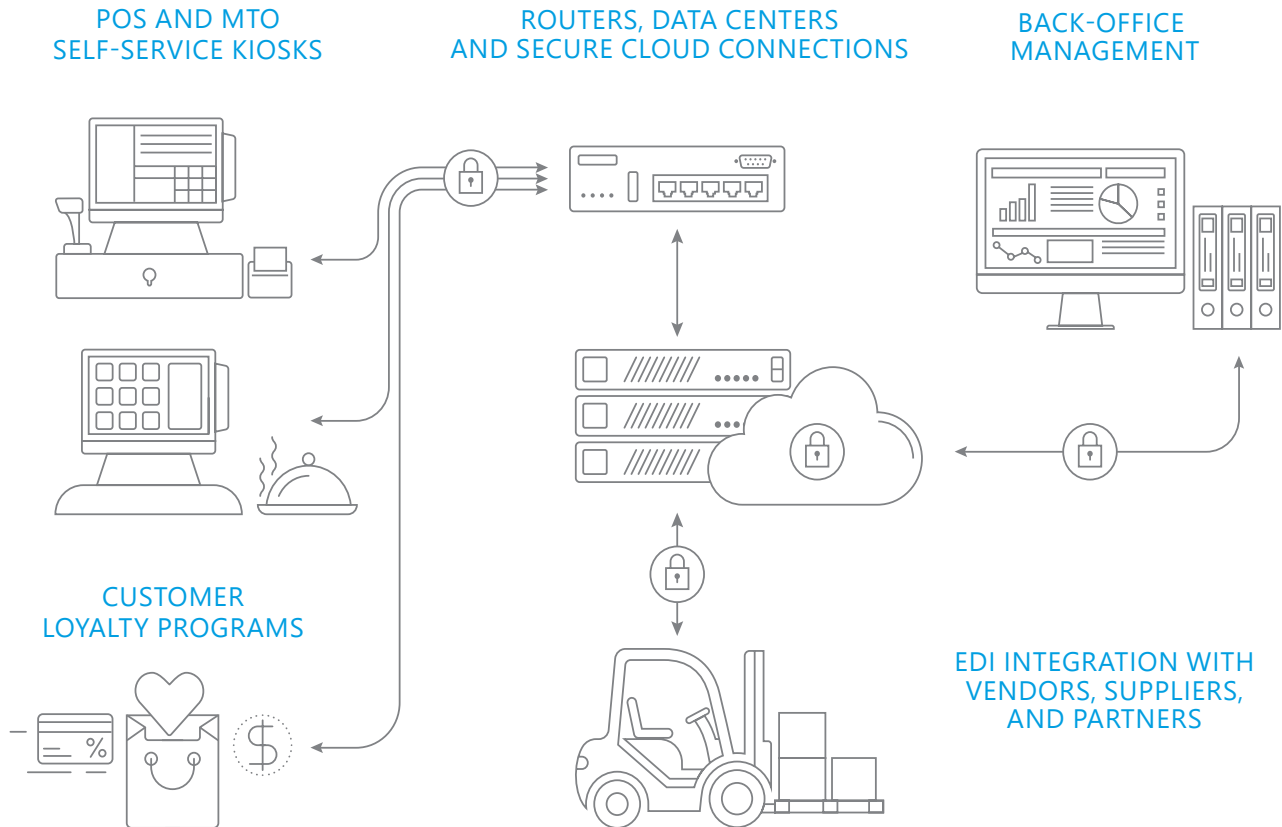 POS AND MTO
SELF-SERVICE KIOSKS
ROUTERS, DATA CENTERS
AND SECURE CLOUD CONNECTIONS
BACK-OFFICE
MANAGEMENT
CUSTOMER
LOYALTY PROGRAMS
%
$
EDI INTEGRATION WITH
VENDORS, SUPPLIERS,
AND PARTNERS